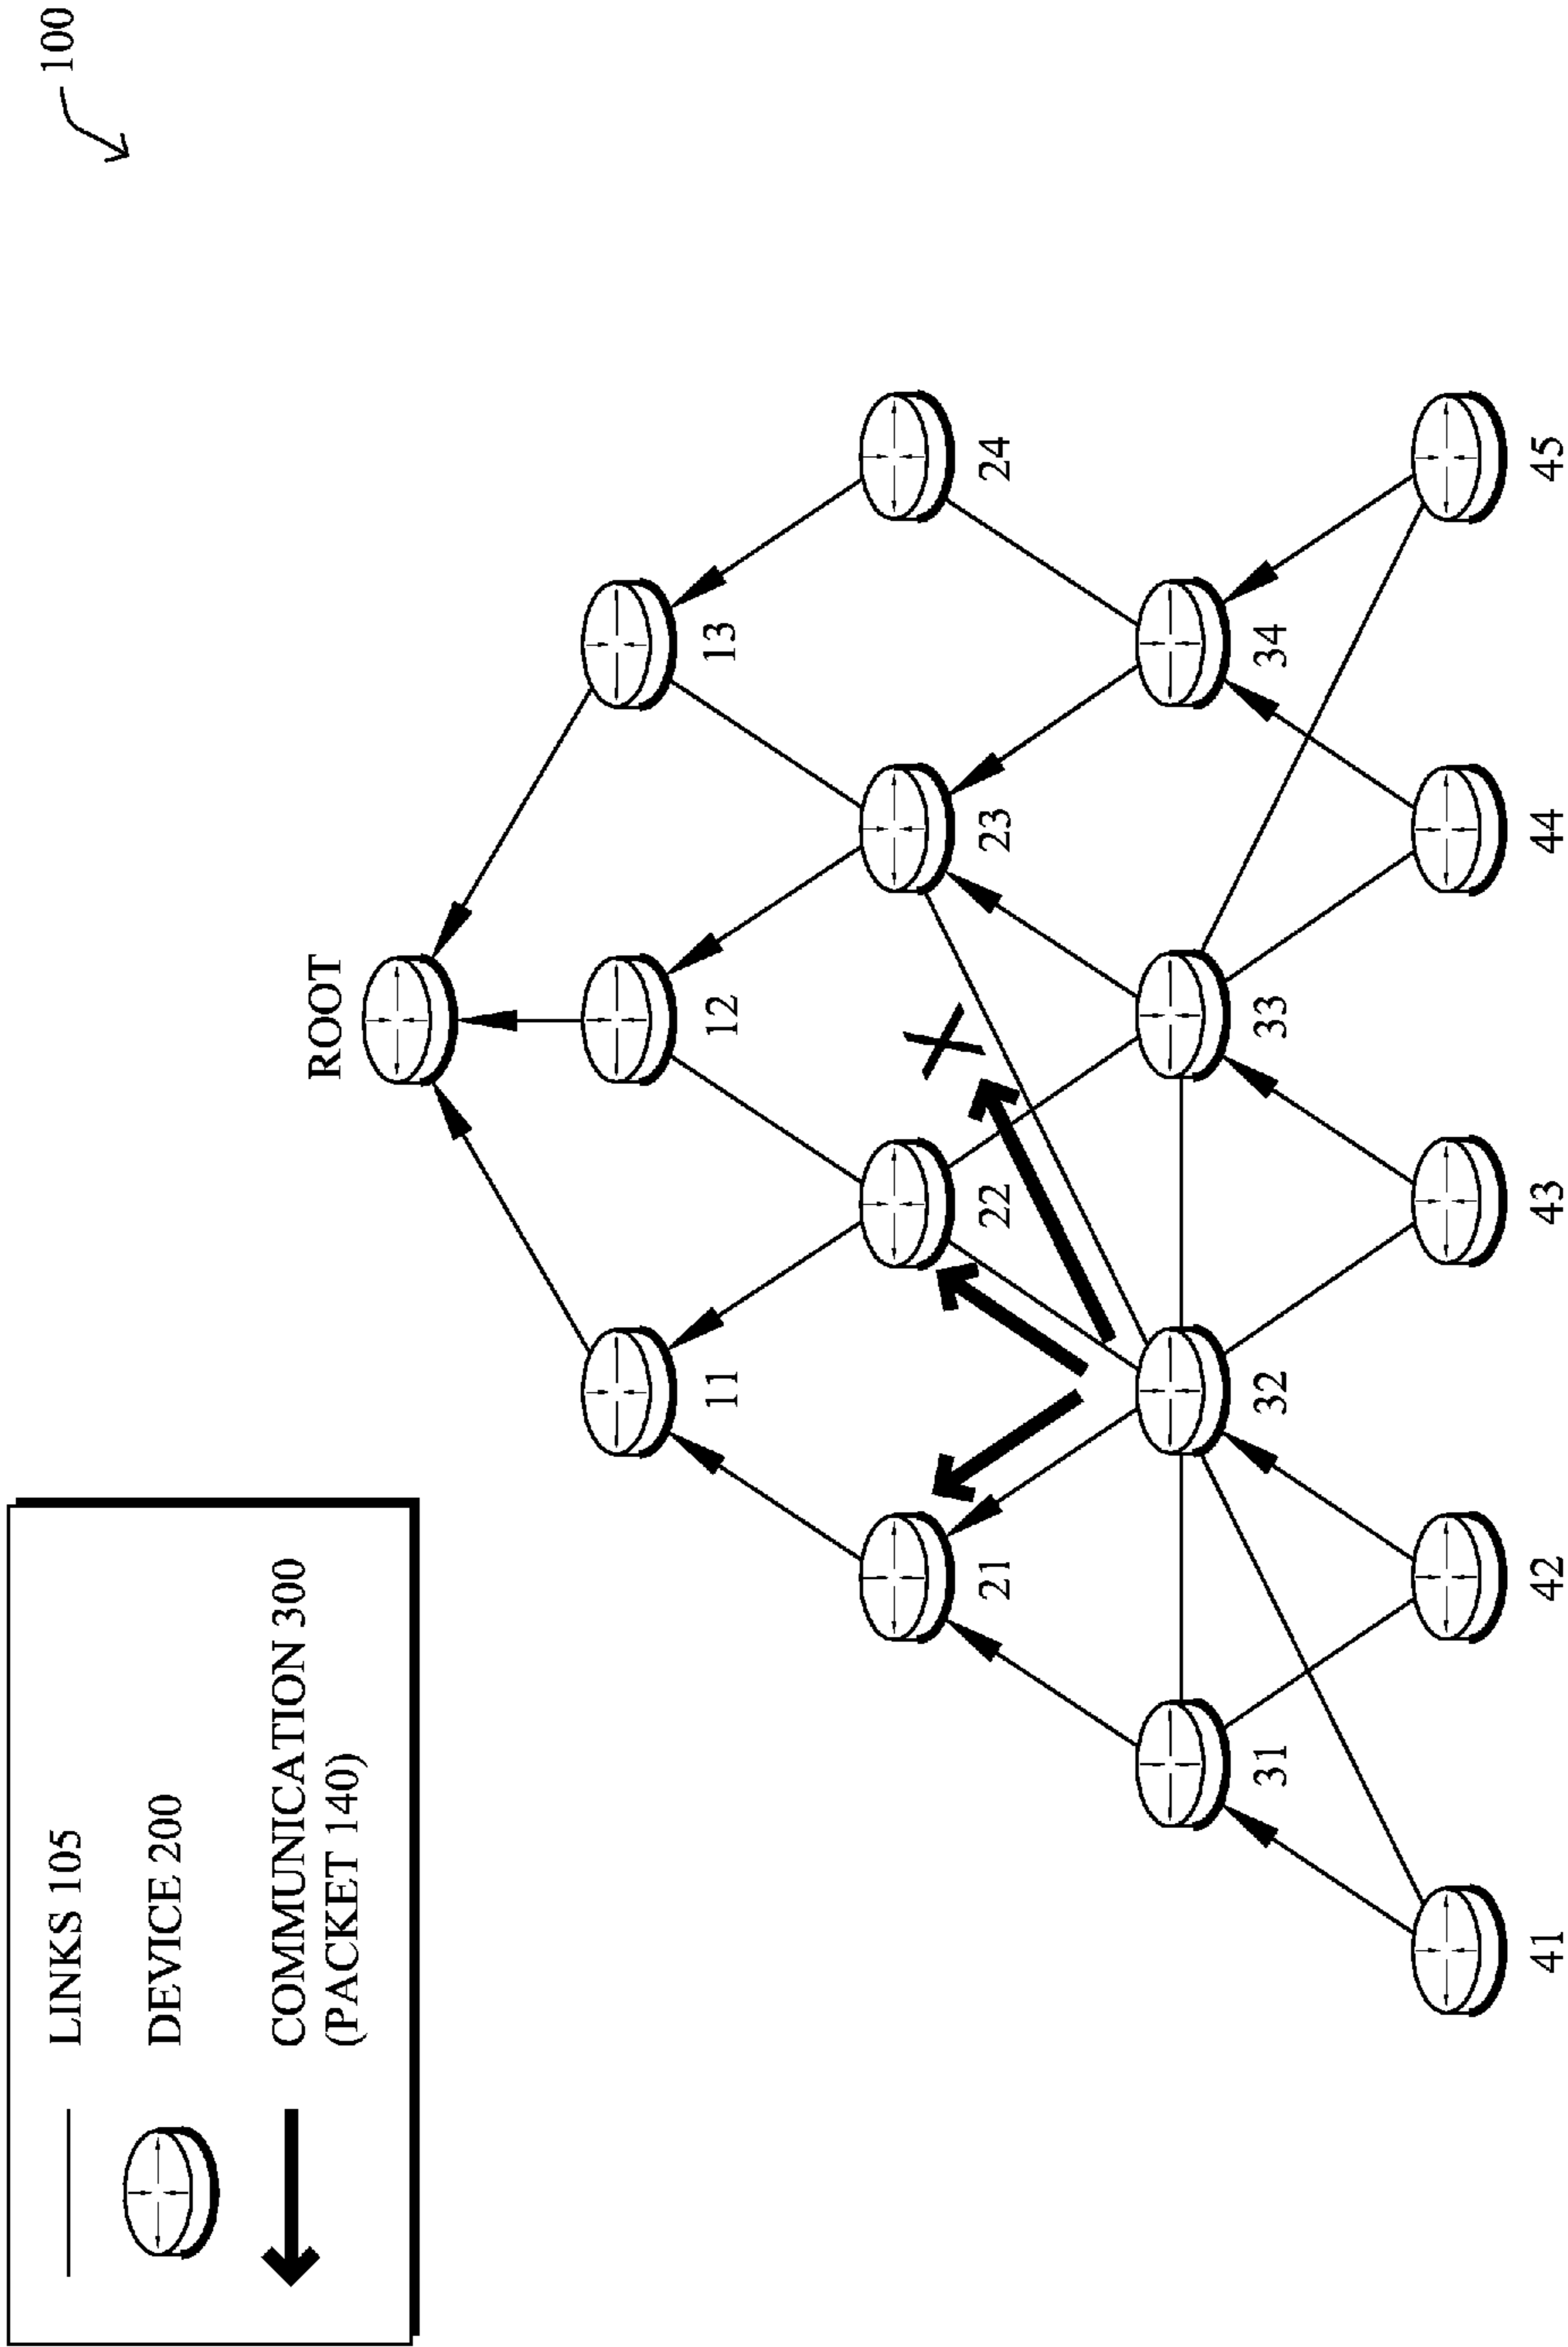 100
LINKS 105
DEVICE 200
COMMUNICATION 300
(PACKET 140)
ROOT
11
12
13
21
22
X
23
24
31
32
33
34
41
42
43
44
45